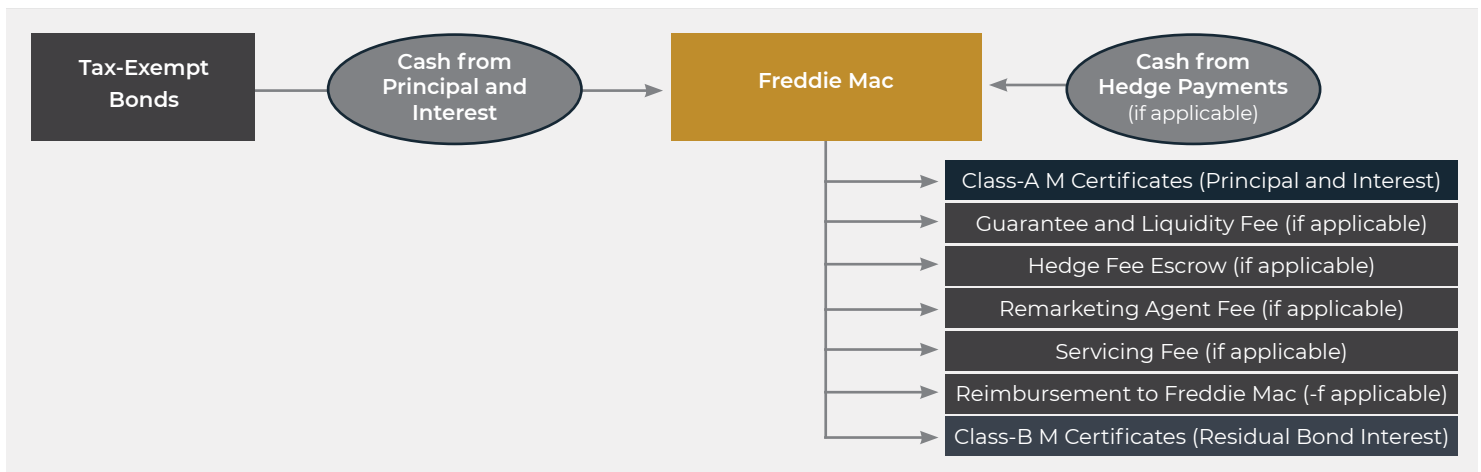 Tax-Exempt
Bonds
Cash from
Principal and
Interest
Freddie Mac
Cash from
Hedge Payments
(if applicable)
Class-A M Certificates (Principal and Interest)
Guarantee and Liquidity Fee (if applicable)
Hedge Fee Escrow (if applicable)
Remarketing Agent Fee (if applicable)
Servicing Fee (if applicable)
Reimbursement to Freddie Mac (-f applicable)
Class-B M Certificates (Residual Bond Interest)